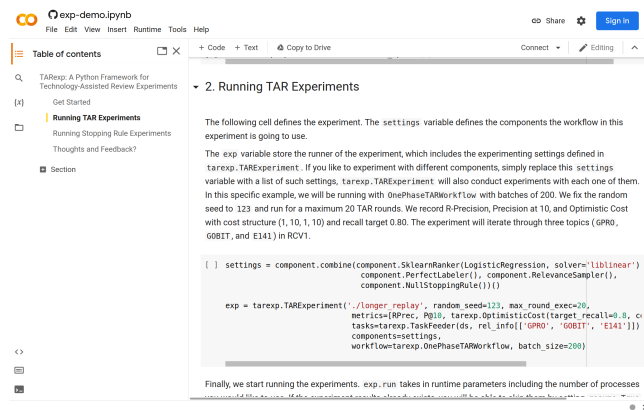 exp-demo.ipynb
File Edit View Insert Runtime Tools Help
Share
Sign in
Table of contents
+ Code + Text Copy to Drive
Connect
Editing
TARexp: A Python Framework for
Technology-Assisted Review Experiments
Get Started
Running TAR Experiments
Running Stopping Rule Experiments
Thoughts and Feedback?
Section
2. Running TAR Experiments
The following cell defines the experiment. The settings variable defines the components the workflow in this
experiment is going to use.
The exp variable store the runner of the experiment, which includes the experimenting settings defined in
tarexp.TARExperiment. If you like to experiment with different components, simply replace this settings
variable with a list of such settings, tarexp.TARExperiment will also conduct experiments with each one of them.
In this specific example, we will be running with OnePhaseTARWorkflow with batches of 200. We fix the random
seed to 123 and run for a maximum 20 TAR rounds. We record R-Precision, Precision at 10, and Optimistic Cost
with cost structure (1, 10, 1, 10) and recall target 0.80. The experiment will iterate through three topics (GPRO,
GOBIT, and E141) in RCV1.
[ ] settings = component.combine(component.SklearnRanker(LogisticRegression, solver='liblinear')
component.PerfectLabeler(), component.RelevanceSampler(),
component.NullStoppingRule())()
exp = tarexp.TARExperiment('./longer_replay', random_seed=123, max_round_exec=20,
metrics=[RPrec, P@10, tarexp.OptimisticCost(target_recall=0.8, c
tasks=tarexp.TaskFeeder(ds, rel_info[['GPRO', 'GOBIT', 'E141']])
components=settings,
workflow=tarexp.OnePhaseTARWorkflow, batch_size=200)
Finally, we start running the experiments. exp.run takes in runtime parameters including the number of processes